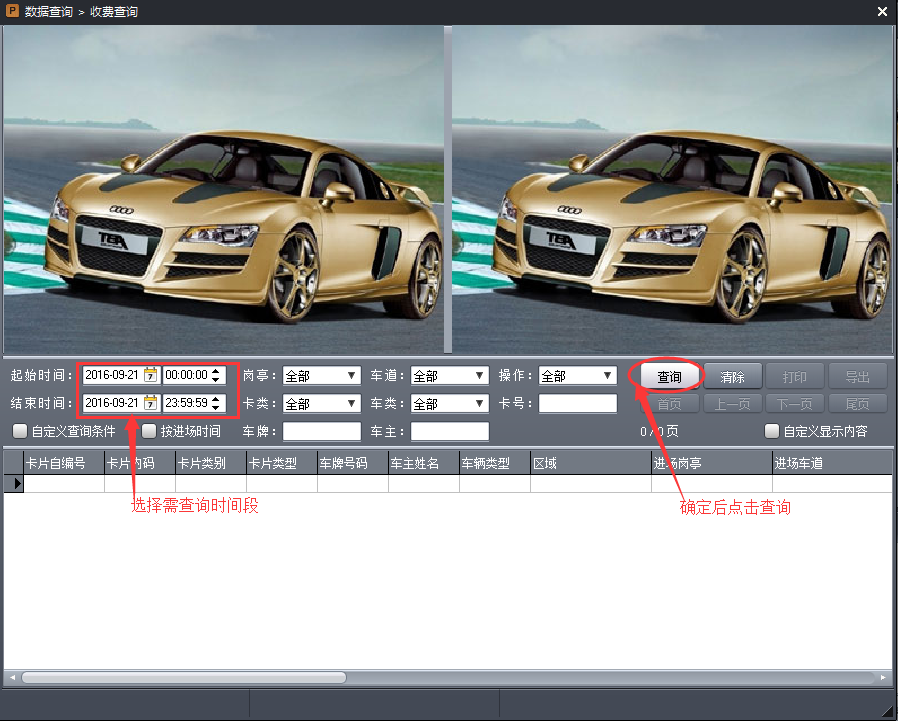 数据查询 > 收费查询
TEA
TEA
起始时间: 2016-09-21 00:00:00 岗亭: 全部 车道: 全部 操作: 全部 查询 清除 打印 导出
结束时间: 2016-09-21 23:59:59 卡类: 全部 车类: 全部 卡号: 首页 上一页 下一页 尾页
自定义查询条件 按进场时间 车牌: 车主: 0 / 0 页 自定义显示内容
卡片自编号 卡片内码 卡片类别 卡片类型 车牌号码 车主姓名 车辆类型 区域 进场岗亭 进场车道
选择需查询时间段 确定后点击查询